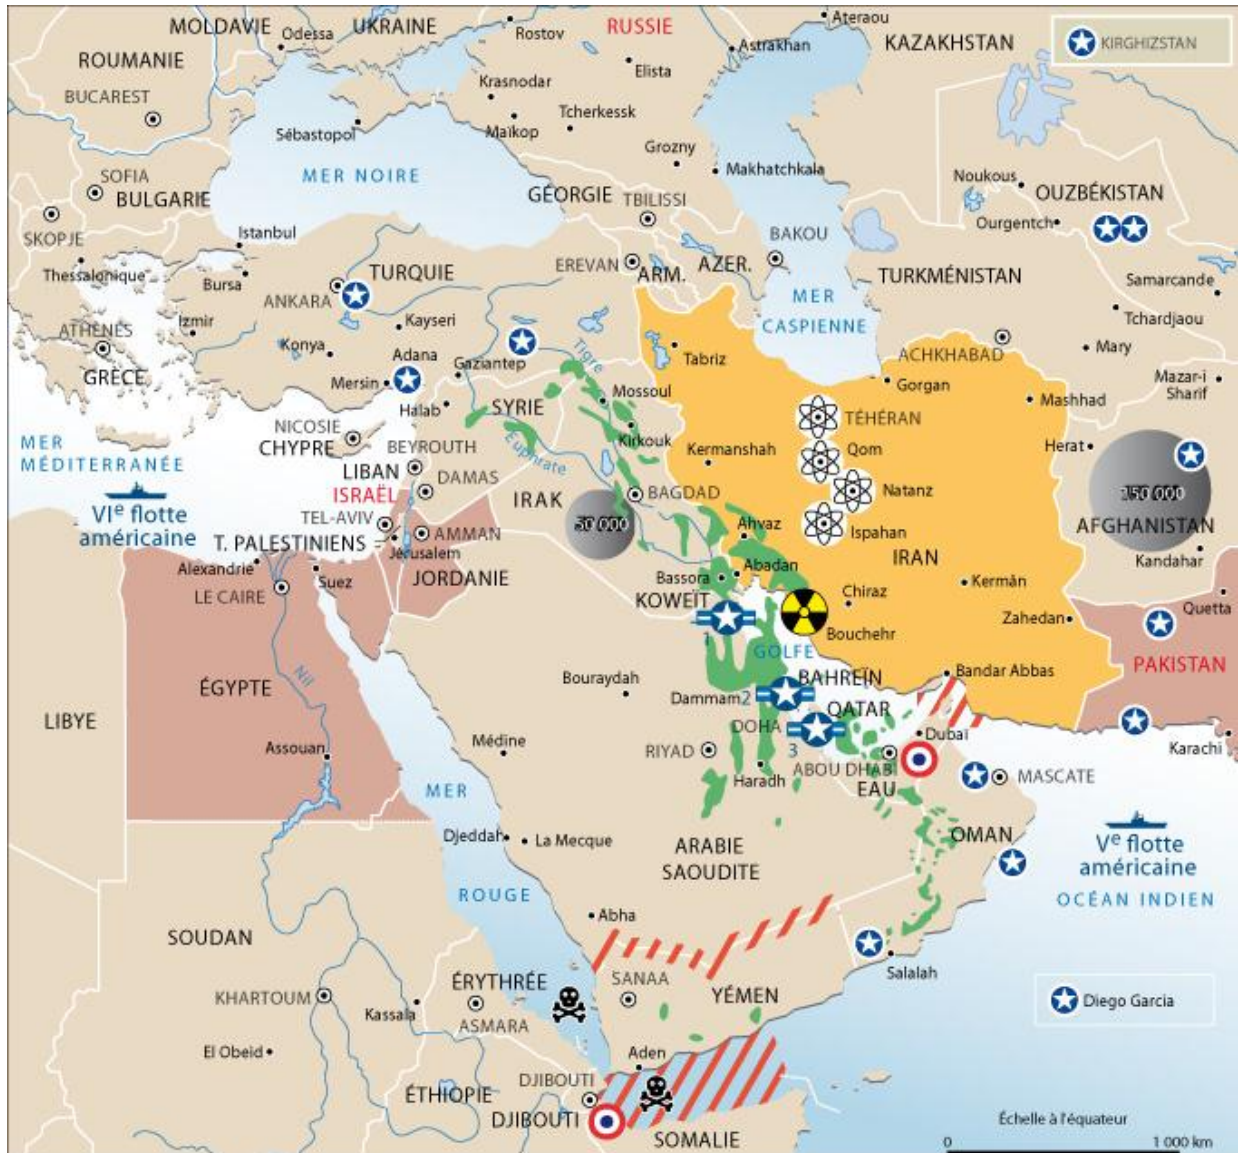 MOLDAVIE
Odessa
UKRAINE
Rostov
RUSSIE
Ateraou
Astrakhan
KAZAKHSTAN
KIRGHIZSTAN
ROUMANIE
BUCAREST
Krasnodar
Elista
Sébastopol
Maïkop
Tcherkessk
Grozny
Makhatchkala
MER NOIRE
SOFIA
BULGARIE
GÉORGIE
TBILISSI
Noukous
OUZBÉKISTAN
Ourgentch
SKOPJE
Istanbul
BAKOU
Thessalonique
Bursa
TURQUIE
EREVAN
ARM.
AZER.
TURKMÉNISTAN
Samarcande
ANKARA
MER
CASPIENNE
Tchardjaou
ATHÈNES
Izmir
Kayseri
Konya
Adana
Tigre
Tabriz
ACHKHABAD
Mary
GRÈCE
Mersin
Gaziantep
Gorgan
Mazar-i
Sharif
Halab
SYRIE
Mossoul
Mashhad
TÉHÉRAN
NICOSIE
CHYPRE
BEYROUTH
Kirkouk
Kermanshah
Qom
Herat
MER
MÉDITERRANÉE
Euphrate
LIBAN
DAMAS
ISRAËL
IRAK
BAGDAD
Natanz
150 000
VIe flotte
américaine
TEL-AVIV
AMMAN
50 000
Ahvaz
Ispahan
AFGHANISTAN
T. PALESTINIENS
Jérusalem
IRAN
Kandahar
Alexandrie
Suez
JORDANIE
Bassora
Abadan
LE CAIRE
KOWEÏT
Chiraz
Kermân
Quetta
1
Bouchehr
Zahedan
GOLFE
PAKISTAN
ÉGYPTE
Nil
Bouraydah
BAHREÏN
Bandar Abbas
Dammam
2
QATAR
LIBYE
DOHA
Dubaï
Assouan
Médine
RIYAD
3
Karachi
ABOU DHABI
MASCATE
MER
Haradh
EAU
Djeddah
La Mecque
OMAN
Ve flotte
américaine
ARABIE
SAOUDITE
ROUGE
OCÉAN INDIEN
Abha
SOUDAN
Salalah
ÉRYTHRÉE
SANAA
YÉMEN
KHARTOUM
Kassala
ASMARA
Diego Garcia
El Obeid
Aden
ÉTHIOPIE
DJIBOUTI
DJIBOUTI
SOMALIE
Échelle à l'équateur
0
1 000 km